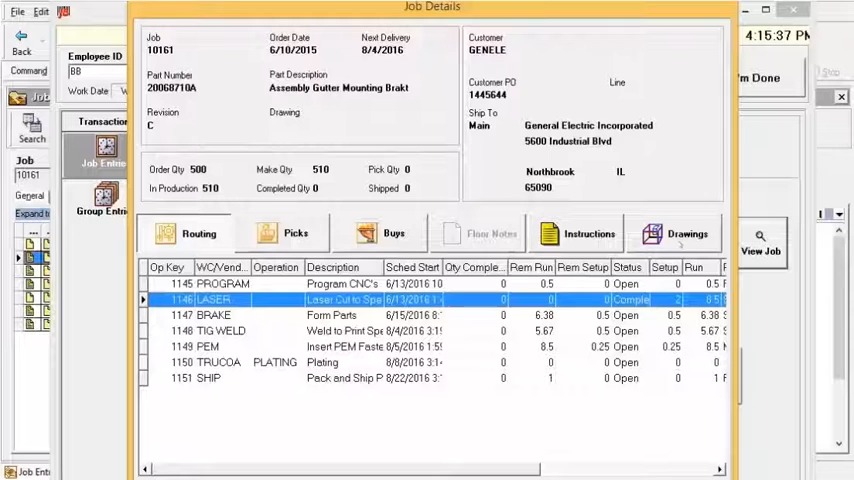 Job Details
File Edit
4:15:37 PM
Back
Employee ID
BB
Work Date
I'm Done
Command
Job
10161
Order Date
6/10/2015
Next Delivery
8/4/2016
Customer
GENELE
Part Number
20068710A
Part Description
Assembly Gutter Mounting Brakt
Customer PO
1445644
Line
Revision
C
Drawing
Ship To
Main
General Electric Incorporated
5600 Industrial Blvd
Northbrook IL
65090
Order Qty 500 Make Qty 510 Pick Qty 0
In Production 510 Completed Qty 0 Shipped 0
Search
Job
10161
General
Expand
Transaction
Job Entrie
Group Entrie
Routing Picks Buys Floor Notes Instructions Drawings
View Job
Op Key WC/Vend... Operation Description Sched Start Qty Comple... Rem Run Rem Setup Status Setup Run
1145 PROGRAM Program CNC's 6/13/2016 10 0 0.5 0 Open 0 0.5
1146 LASER Laser Cut to Spe 6/13/2016 1: 0 0 0 Comple 2 8.5
1147 BRAKE Form Parts 6/15/2016 8: 0 6.38 0.5 Open 0.5 6.38
1148 TIG WELD Weld to Print Spe 8/4/2016 3:1 0 5.67 0.5 Open 0.5 5.67
1149 PEM Insert PEM Faste 8/5/2016 1:5 0 8.5 0.25 Open 0.25 8.5
1150 TRUCOA PLATING Plating 8/8/2016 3:1 0 0 0 Open 0 0
1151 SHIP Pack and Ship P 8/22/2016 3: 0 1 0 Open 0 1
Job Ent